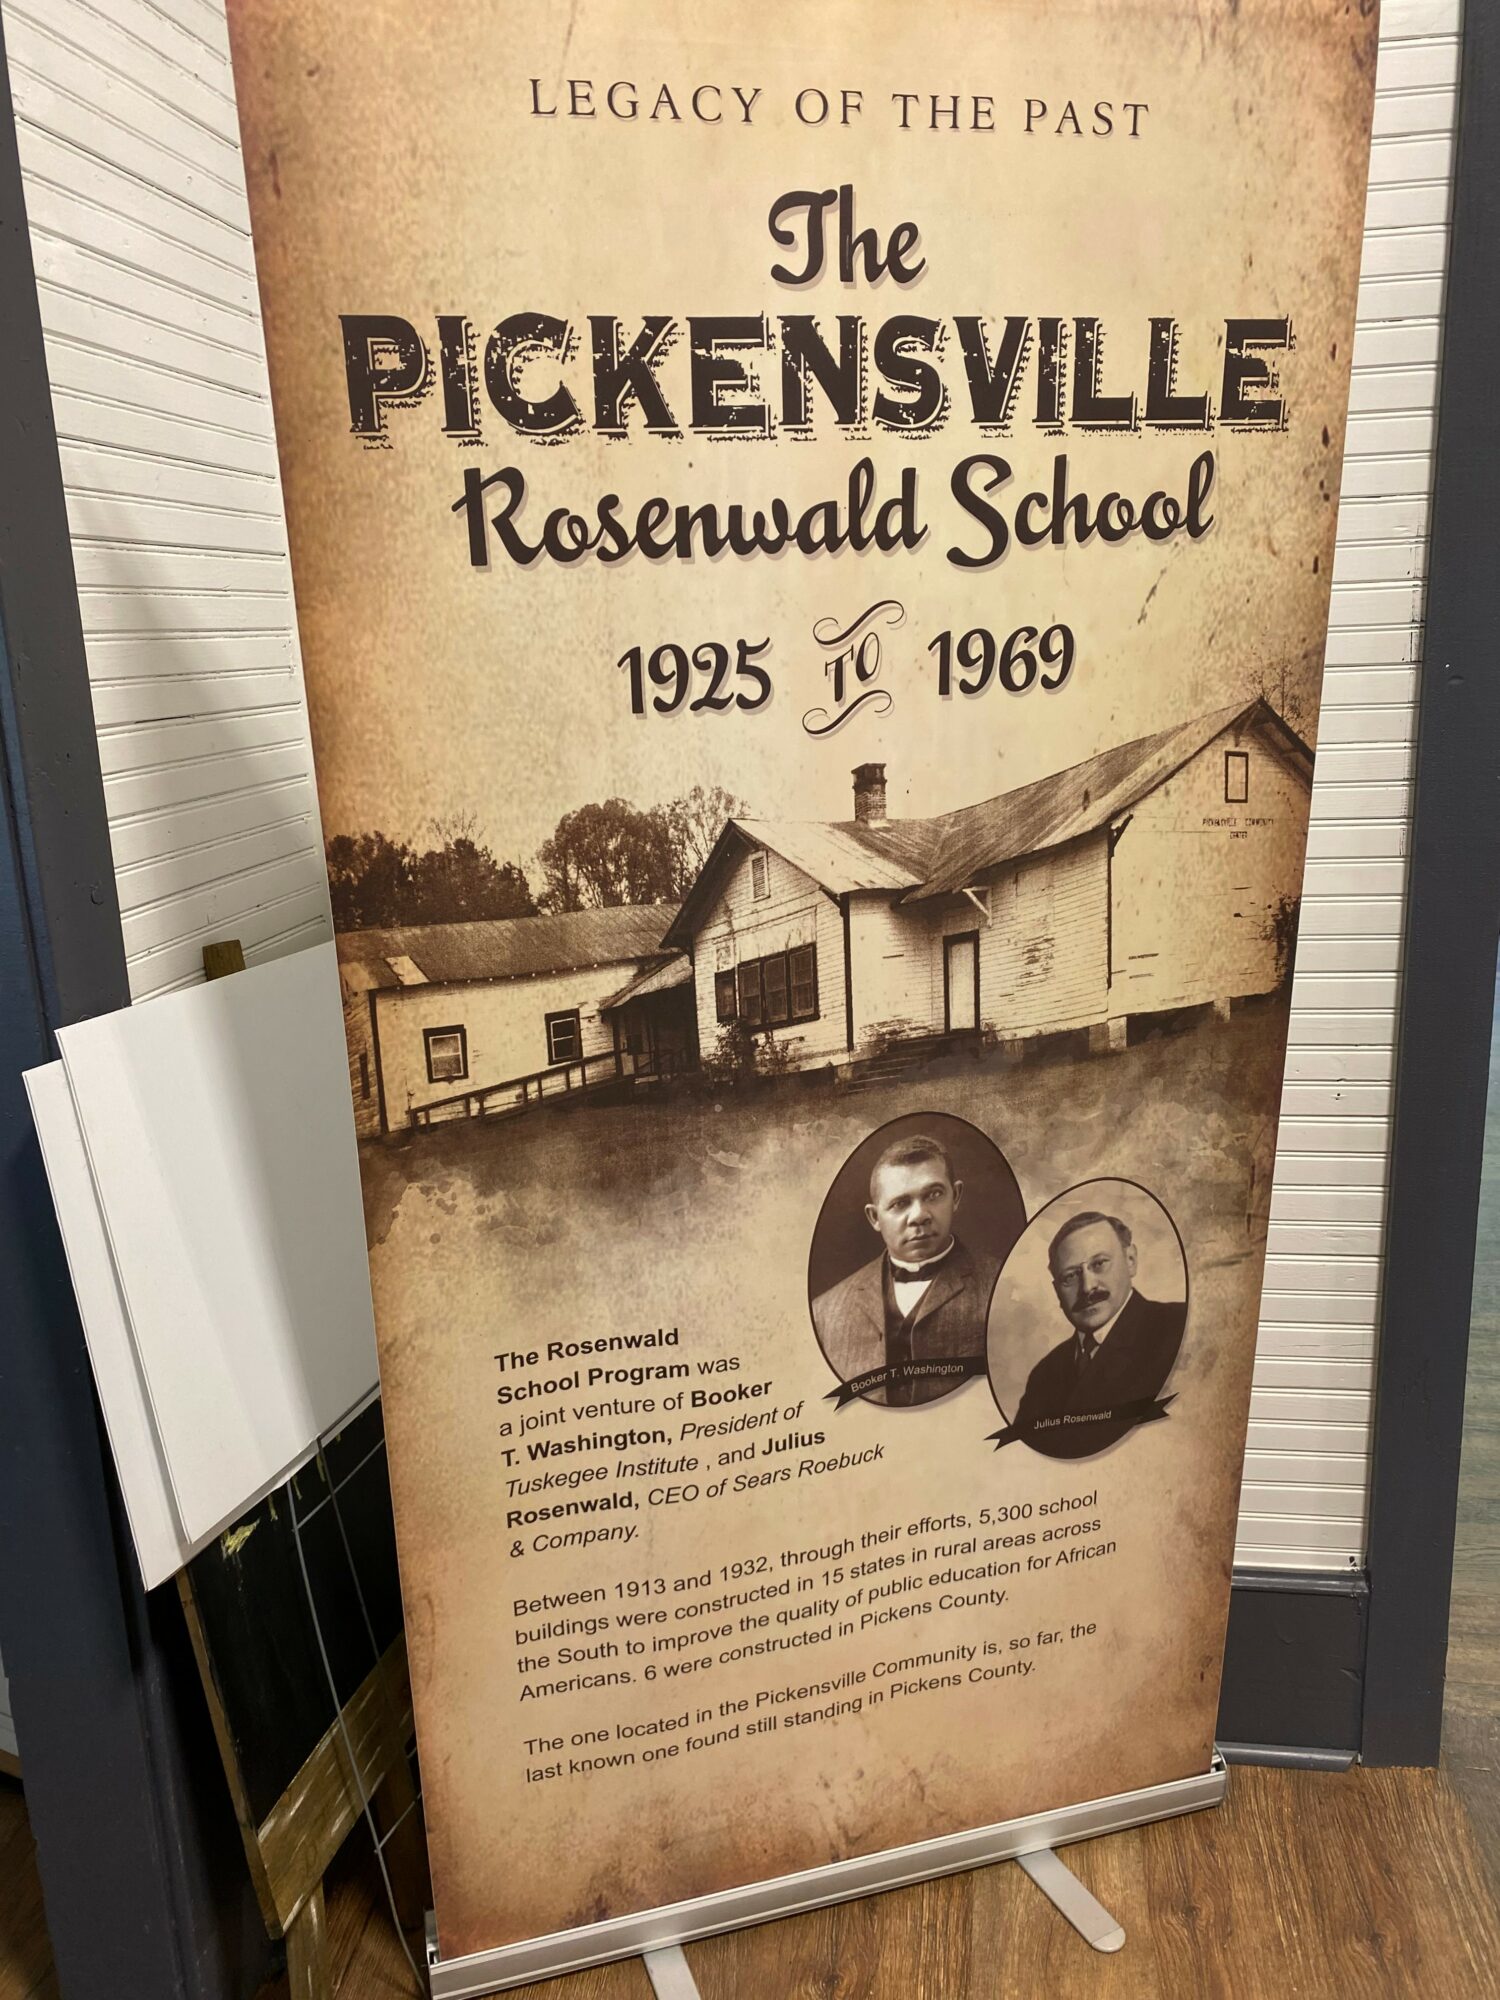 LEGACY OF THE PAST
The
PICKENSVILLE
Rosenwald School
1925 TO 1969
PICKENSVILLE COMMUNITY
CENTER
Booker T. Washington
Julius Rosenwald
The Rosenwald
School Program was
a joint venture of Booker
T. Washington, President of
Tuskegee Institute , and Julius
Rosenwald, CEO of Sears Roebuck
& Company.
Between 1913 and 1932, through their efforts, 5,300 school
buildings were constructed in 15 states in rural areas across
the South to improve the quality of public education for African
Americans. 6 were constructed in Pickens County.
The one located in the Pickensville Community is, so far, the
last known one found still standing in Pickens County.